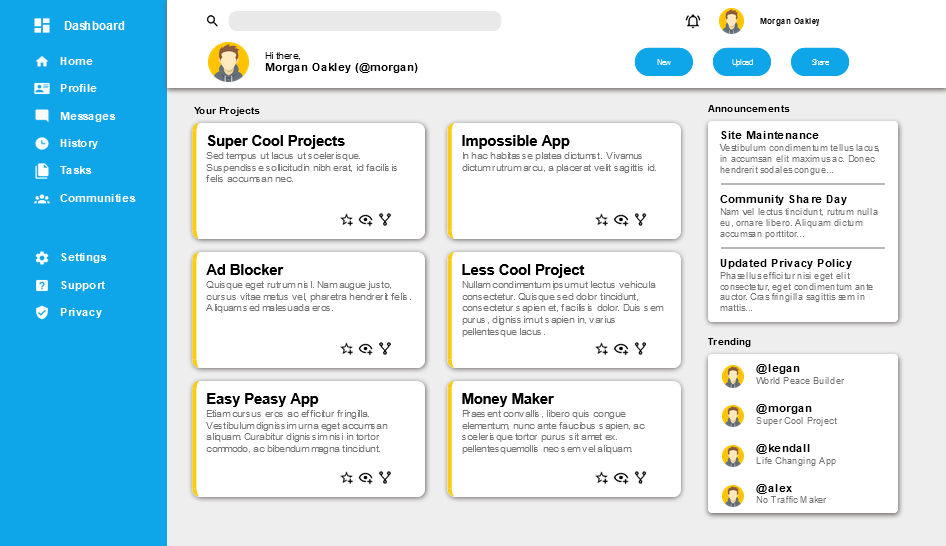 Dashboard
Home
Profile
Messages
History
Tasks
Communities
Settings
Support
Privacy
Morgan Oakley
Hi there,
Morgan Oakley (@morgan)
New
Upload
Share
Your Projects
Super Cool Projects
Sed tempus ut lacus ut scelerisque.
Suspendisse sollicitudin nibh erat, id facilisis
felis accumsan nec.
Impossible App
In hac habitasse platea dictumst. Vivamus
dictum rutrum arcu, a placerat velit sagittis id.
Ad Blocker
Quisque eget rutrum nisl. Nam augue justo,
cursus vitae metus vel, pharetra hendrerit felis.
Aliquam sed malesuada eros.
Less Cool Project
Nullam condimentum ipsum ut lectus vehicula
consectetur. Quisque sed dolor tincidunt,
consectetur sapien et, facilisis dolor. Duis sem
purus, dignissim ut sapien in, varius
pellentesque lacus.
Easy Peasy App
Etiam cursus eros ac efficitur fringilla.
Vestibulum dignissim urna eget accumsan
aliquam. Curabitur dignissim nisi in tortor
commodo, ac bibendum magna tincidunt.
Money Maker
Praesent convallis, libero quis congue
elementum, nunc ante faucibus sapien, ac
scelerisque tortor purus sit amet ex.
pellentesque mollis nec sem vel aliquam.
Announcements
Site Maintenance
Vestibulum condimentum tellus lacus,
in accumsan elit maximus ac. Donec
hendrerit sodales congue...
Community Share Day
Nam vel lectus tincidunt, rutrum nulla
eu, ornare libero. Aliquam dictum
accumsan porttitor...
Updated Privacy Policy
Phasellus efficitur nisi eget elit
consectetur, eget condimentum ante
auctor. Cras fringilla sagittis sem in
mattis...
Trending
@legan
World Peace Builder
@morgan
Super Cool Project
@kendall
Life Changing App
@alex
No Traffic Maker